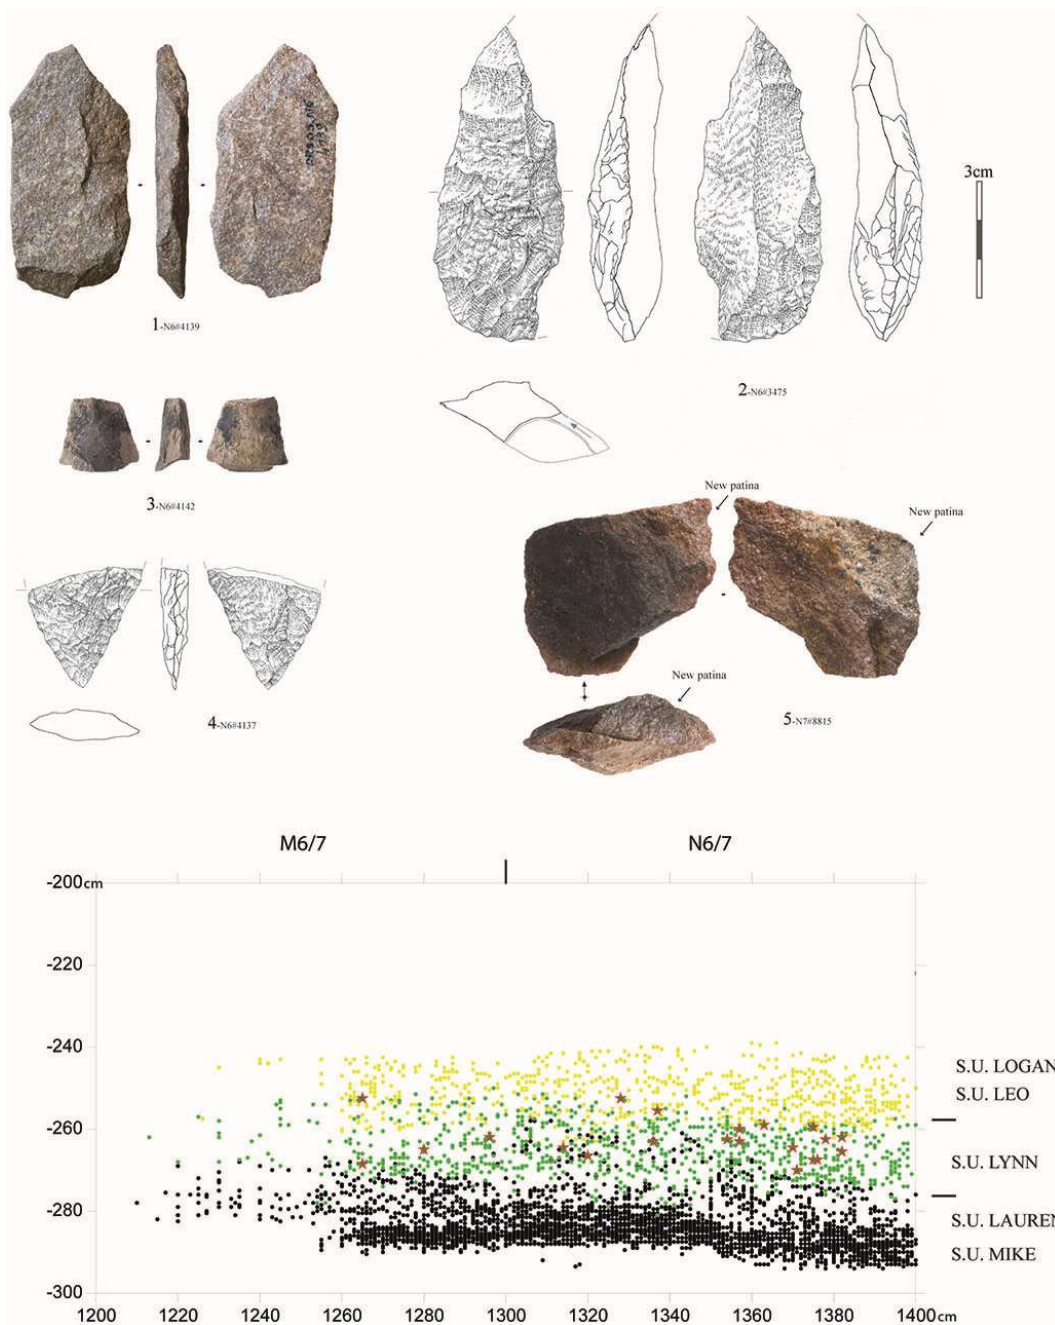 3cm
1-N6#4139
2-N6#3475
3-N6#4142
New patina
New patina
New patina
4-N6#4137
5-N7#8815
M6/7
N6/7
-200cm
-220
-240
-260
-280
-300
S.U. LOGAN
S.U. LEO
S.U. LYNN
S.U. LAUREN
S.U. MIKE
1200
1220
1240
1260
1280
1300
1320
1340
1360
1380
1400cm